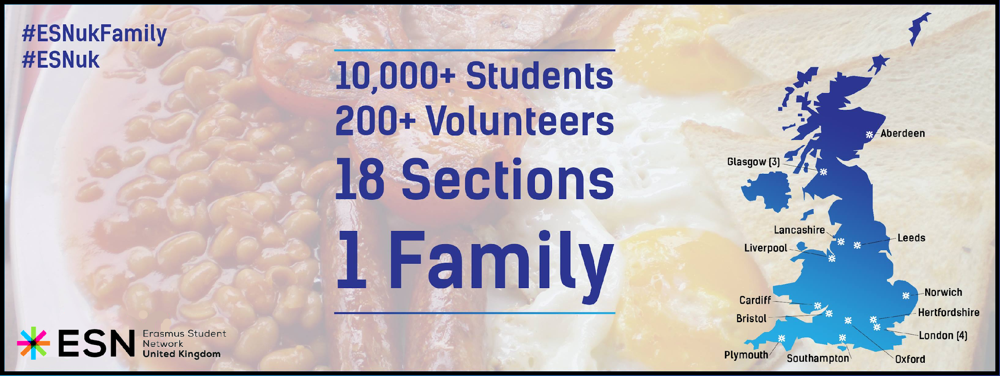 #ESNukFamily
#ESNuk
10,000+ Students
200+ Volunteers
18 Sections
1 Family
Aberdeen
Glasgow (3)
Lancashire
Leeds
Liverpool
Norwich
Cardiff
Hertfordshire
Bristol
London (4)
Plymouth
Southampton
Oxford
ESN
Erasmus Student
Network
United Kingdom